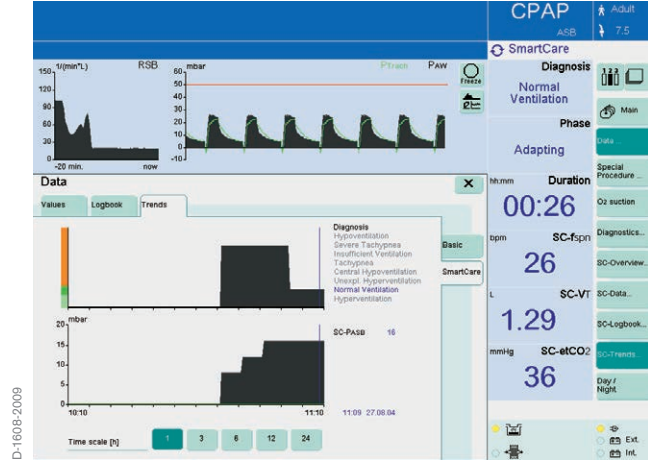 CPAP
ASB
Adult
7.5
SmartCare
1/(min*L)
RSB
150
120
90
60
30
-20 min.
now
mbar
PTrach
PAW
60
50
40
30
20
10
0
-10
Freeze
Diagnosis
Normal
Ventilation
Phase
Adapting
hh:mm
Duration
00:26
bpm
SC-fspn
26
L
SC-VT
1.29
mmHg
SC-etCO2
36
Main
Data ...
Special
Procedure ...
O2 suction
Diagnostics...
SC-Overview...
SC-Data...
SC-Logbook...
SC-Trends...
Day /
Night
Ext.
Int.
Data
Values
Logbook
Trends
Basic
SmartCare
Diagnosis
Hypoventilation
Severe Tachypnea
Insufficient Ventilation
Tachypnea
Central Hypoventilation
Unexpl. Hyperventilation
Normal Ventilation
Hyperventilation
mbar
20
15
10
5
0
10:10
11:10
SC-PASB
16
11:09 27.08.04
Time scale [h]
1
3
6
12
24
D-1608-2009